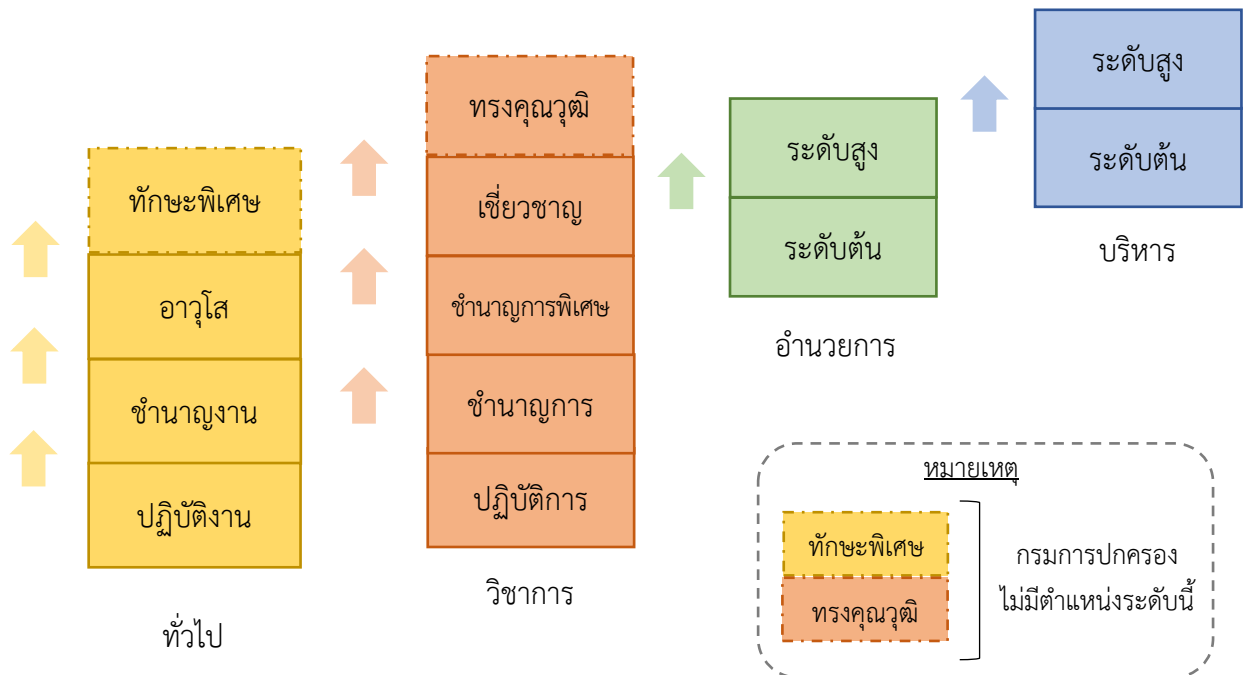 ทักษะพิเศษ
อาวุโส
ชำนาญงาน
ปฏิบัติงาน
ทั่วไป
ทรงคุณวุฒิ
เชี่ยวชาญ
ชำนาญการพิเศษ
ชำนาญการ
ปฏิบัติการ
วิชาการ
ระดับสูง
ระดับต้น
อำนวยการ
ระดับสูง
ระดับต้น
บริหาร
หมายเหตุ
ทักษะพิเศษ
ทรงคุณวุฒิ
กรมการปกครอง
ไม่มีตำแหน่งระดับนี้